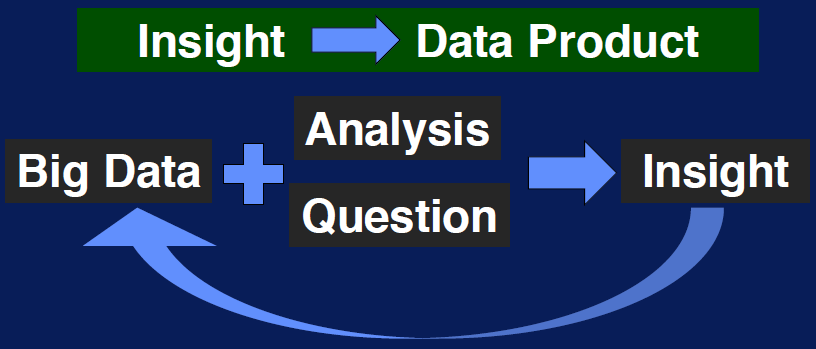 Insight Data Product
Analysis
Big Data
Question
Insight